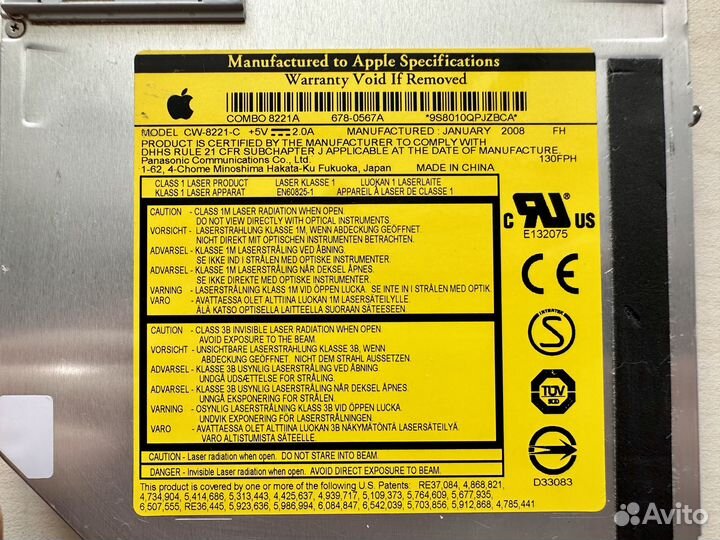 Manufactured to Apple Specifications
Warranty Void If Removed
COMBO 8221A 678-0567A *9S8010QPJZBCA*
MODEL CW-8221-C +5V 2.0A MANUFACTURED : JANUARY 2008 FH
PRODUCT IS CERTIFIED BY THE MANUFACTURER TO COMPLY WITH
DHHS RULE 21 CFR SUBCHAPTER J APPLICABLE AT THE DATE OF MANUFACTURE.
Panasonic Communications Co., Ltd. 130FPH
1-62, 4-Chome Minoshima Hakata-Ku Fukuoka, Japan MADE IN CHINA
CLASS 1 LASER PRODUCT LASER KLASSE 1 LUOKAN 1 LASERLAITE
KLASS 1 LASER APPARAT EN60825-1 APPAREIL À LASER DE CLASSE 1
CAUTION - CLASS 1M LASER RADIATION WHEN OPEN.
DO NOT VIEW DIRECTLY WITH OPTICAL INSTRUMENTS.
VORSICHT - LASERSTRAHLUNG KLASSE 1M, WENN ABDECKUNG GEÖFFNET
NICHT DIREKT MIT OPTISCHEN INSTRUMENTEN BETRACHTEN.
ADVARSEL - KLASSE 1M LASERSTRÅLING VED ÅBNING.
SE IKKE IND I STRÅLEN MED OPTISKE INSTRUMENTER.
ADVARSEL - KLASSE 1M LASERSTRÅLING NÅR DEKSEL ÅPNES.
SE IKKE DIREKTE MED OPTISKE INSTRUMENTER.
VARNING - LASERSTRÅLNING KLASS 1M VID ÖPPEN LUCKA. SE INTE IN I STRÅLEN MED OPTIK
VARO - AVATTAESSA OLET ALTTIINA LUOKAN 1M LASERSÄTEILYLLE.
ÄLÄ KATSO OPTISELLA LAITTEELLA SUORAAN SÄTEESEEN.
CAUTION - CLASS 3B INVISIBLE LASER RADIATION WHEN OPEN.
AVOID EXPOSURE TO THE BEAM.
VORSICHT - UNSICHTBARE LASERSTRAHLUNG KLASSE 3B, WENN
ABDECKUNG GEÖFFNET. NICHT DEM STRAHL AUSSETZEN.
ADVARSEL - KLASSE 3B USYNLIG LASERSTRÅLING VED ÅBNING
UNDGÅ UDSÆTTELSE FOR STRÅLING.
ADVARSEL - KLASSE 3B USYNLIG LASERSTRÅLING NÅR DEKSEL ÅPNES.
UNNGÅ EKSPONERING FOR STRÅLEN.
VARNING - OSYNLIG LASERSTRÅLNING KLASS 3B VID ÖPPEN LUCKA
UNDVIK EXPONERING FÖR LASERSTRÅLNINGEN.
VARO - AVATTAESSA OLET ALTTIINA LUOKAN 3B NÄKYMÄTÖNTÄ LASERSÄTEILYÄ.
VARO ALTISTUMISTA SÄTEELLE.
CAUTION - Laser radiation when open. DO NOT STARE INTO BEAM.
DANGER - Invisible Laser radiation when open. AVOID DIRECT EXPOSURE TO BEAM.
This product is covered by one or more of the following U.S. Patents: RE37,084, 4,868,821,
4,734,904, 5,414,686, 5,313,443, 4,425,637, 4,939,717, 5,109,373, 5,764,609, 5,677,935,
6,507,555, RE36,445, 5,923,636, 5,986,994, 6,084,847, 6,542,039, 5,703,856, 5,912,868, 4,785,441
C RU US
E132075
CE
INTERTEK
S
TÜV
D33083
Avito